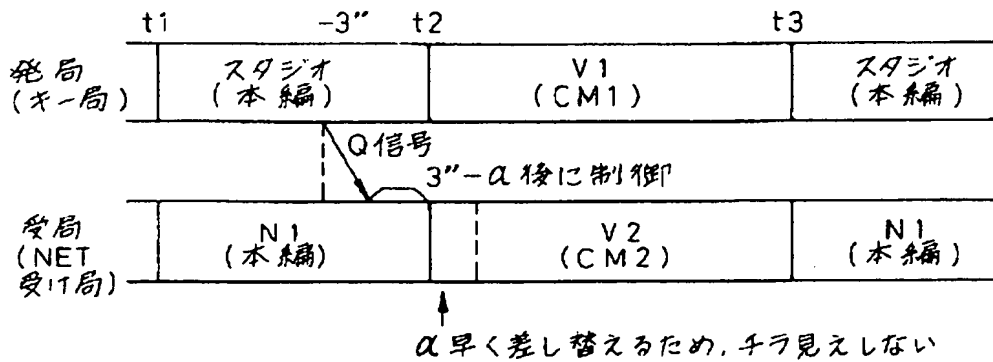 t1
-3″
t2
t3
発局
(キー局)
スタジオ
(本編)
V1
(CM1)
スタジオ
(本編)
Q信号
3″-α後に制御
受局
(NET
受け局)
N1
(本編)
V2
(CM2)
N1
(本編)
α早く差し替えるため,チラ見えしない